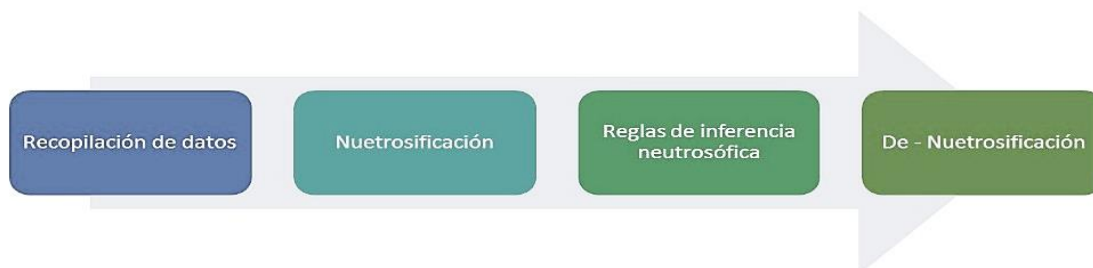 Recopilación de datos
Nuetrosificación
Reglas de inferencia
neutrosófica
De - Nuetrosificación